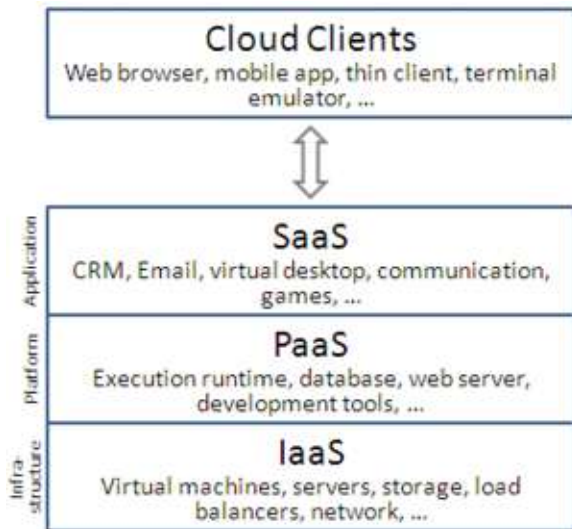 Cloud Clients
Web browser, mobile app, thin client, terminal
emulator, ...
Application
SaaS
CRM, Email, virtual desktop, communication,
games, ...
Platform
PaaS
Execution runtime, database, web server,
development tools, ...
Infra-
structure
IaaS
Virtual machines, servers, storage, load
balancers, network, ...